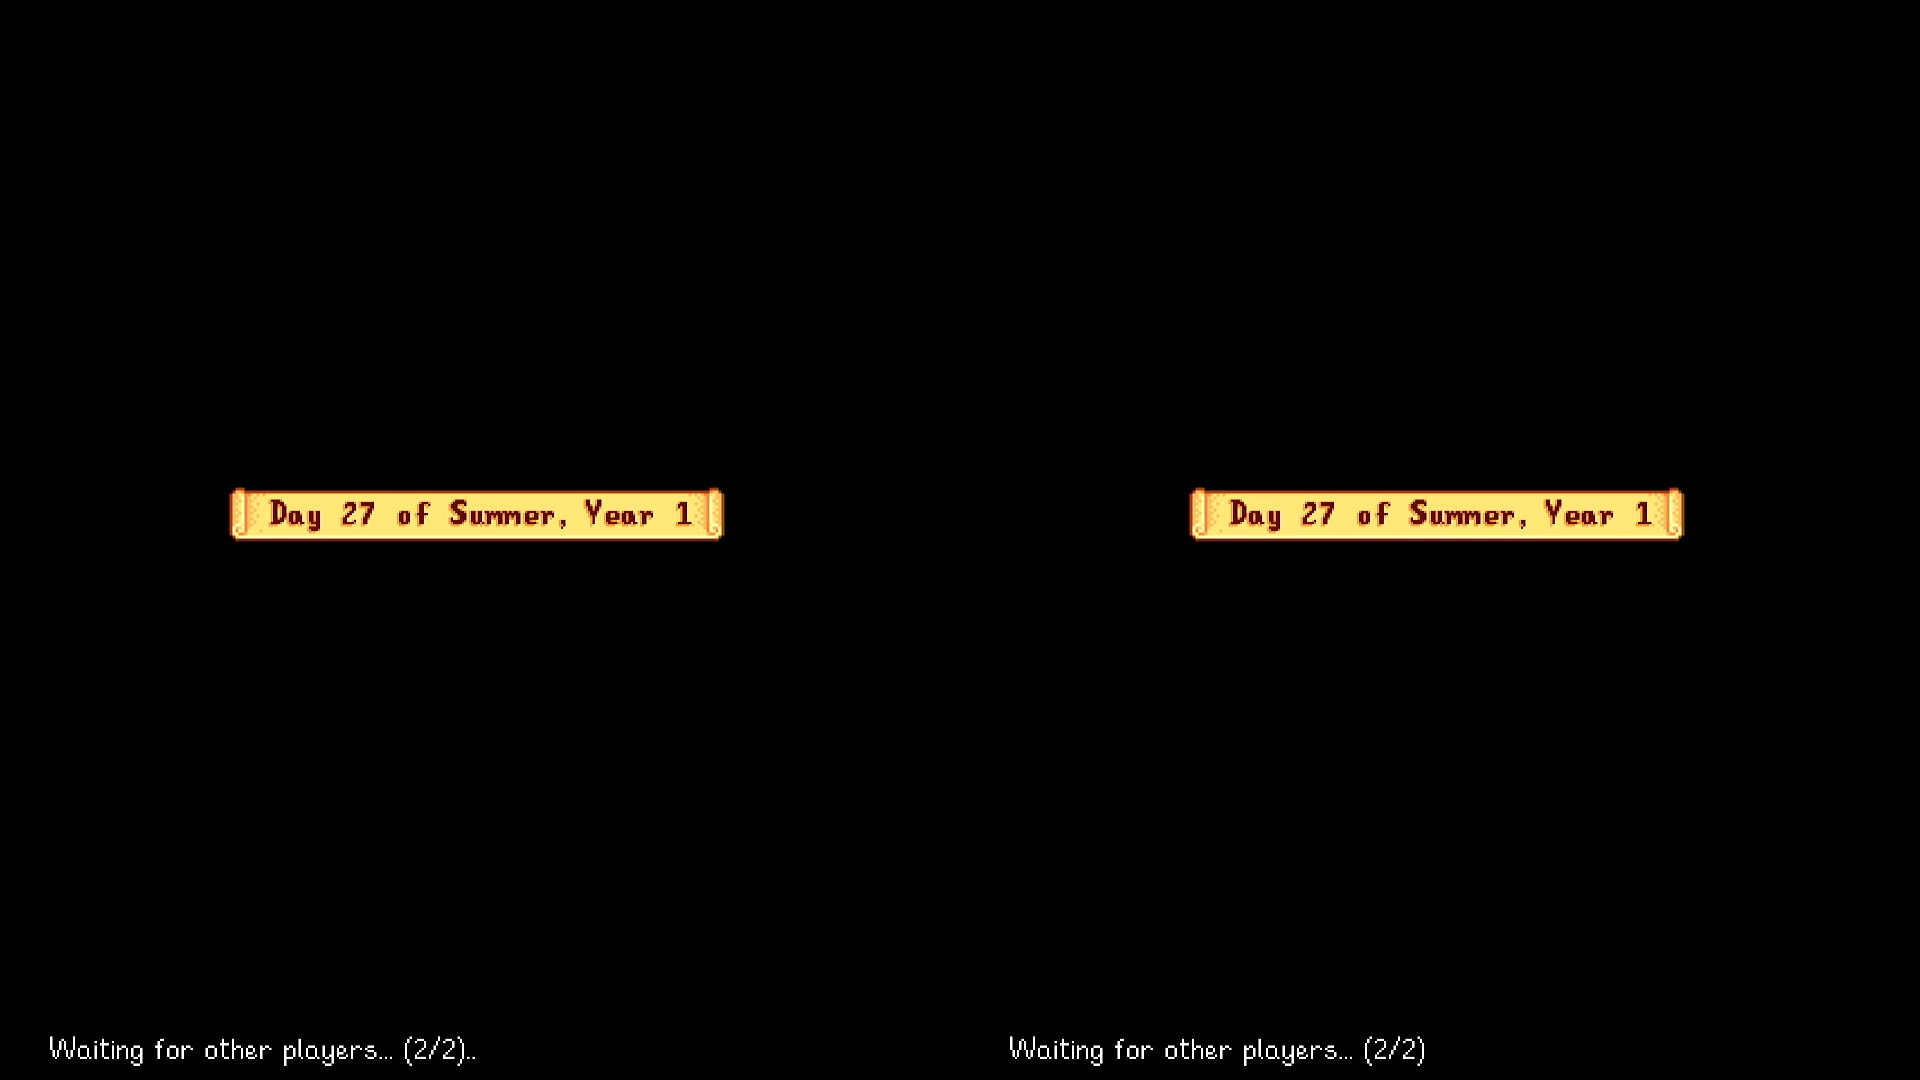 Day 27 of Summer, Year 1
Day 27 of Summer, Year 1
Waiting for other players... (2/2)..
Waiting for other players... (2/2)